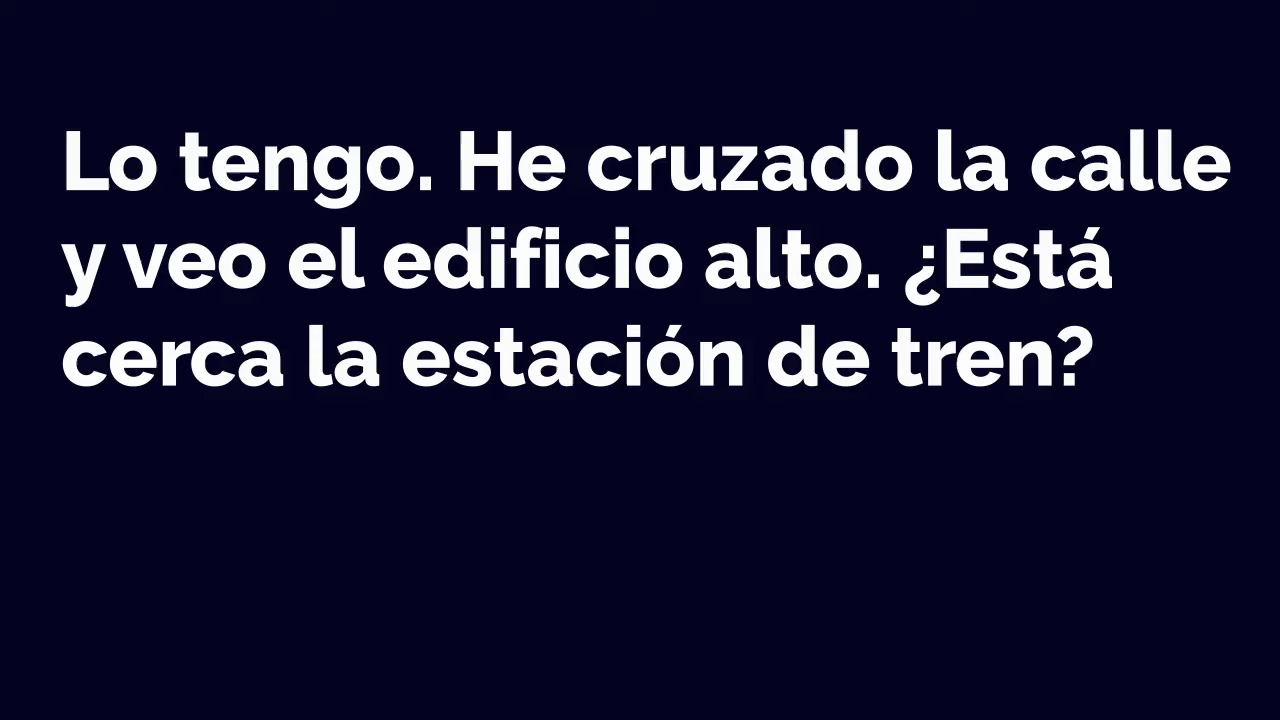 Lo tengo. He cruzado la calle
y veo el edificio alto. ¿Está
cerca la estación de tren?